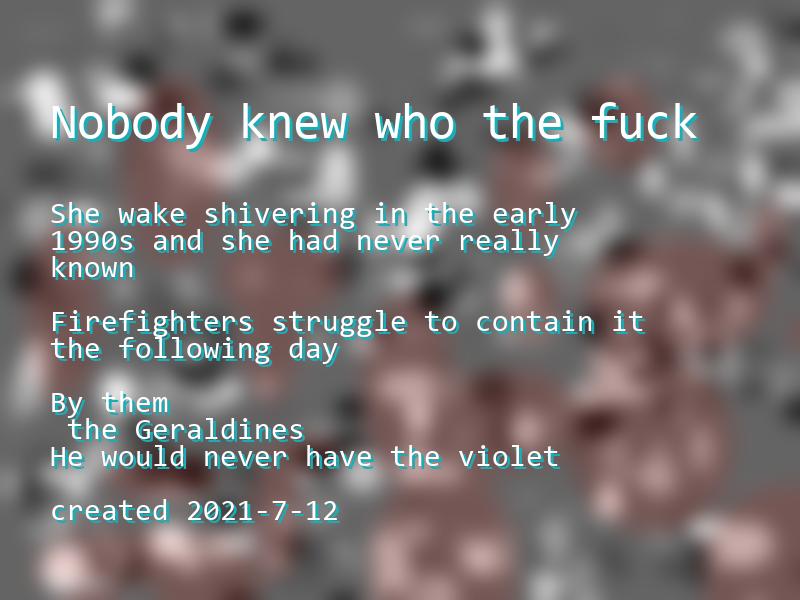 Nobody knew who the fuck
She wake shivering in the early
1990s and she had never really
known
Firefighters struggle to contain it
the following day
By them
the Geraldines
He would never have the violet
created 2021-7-12